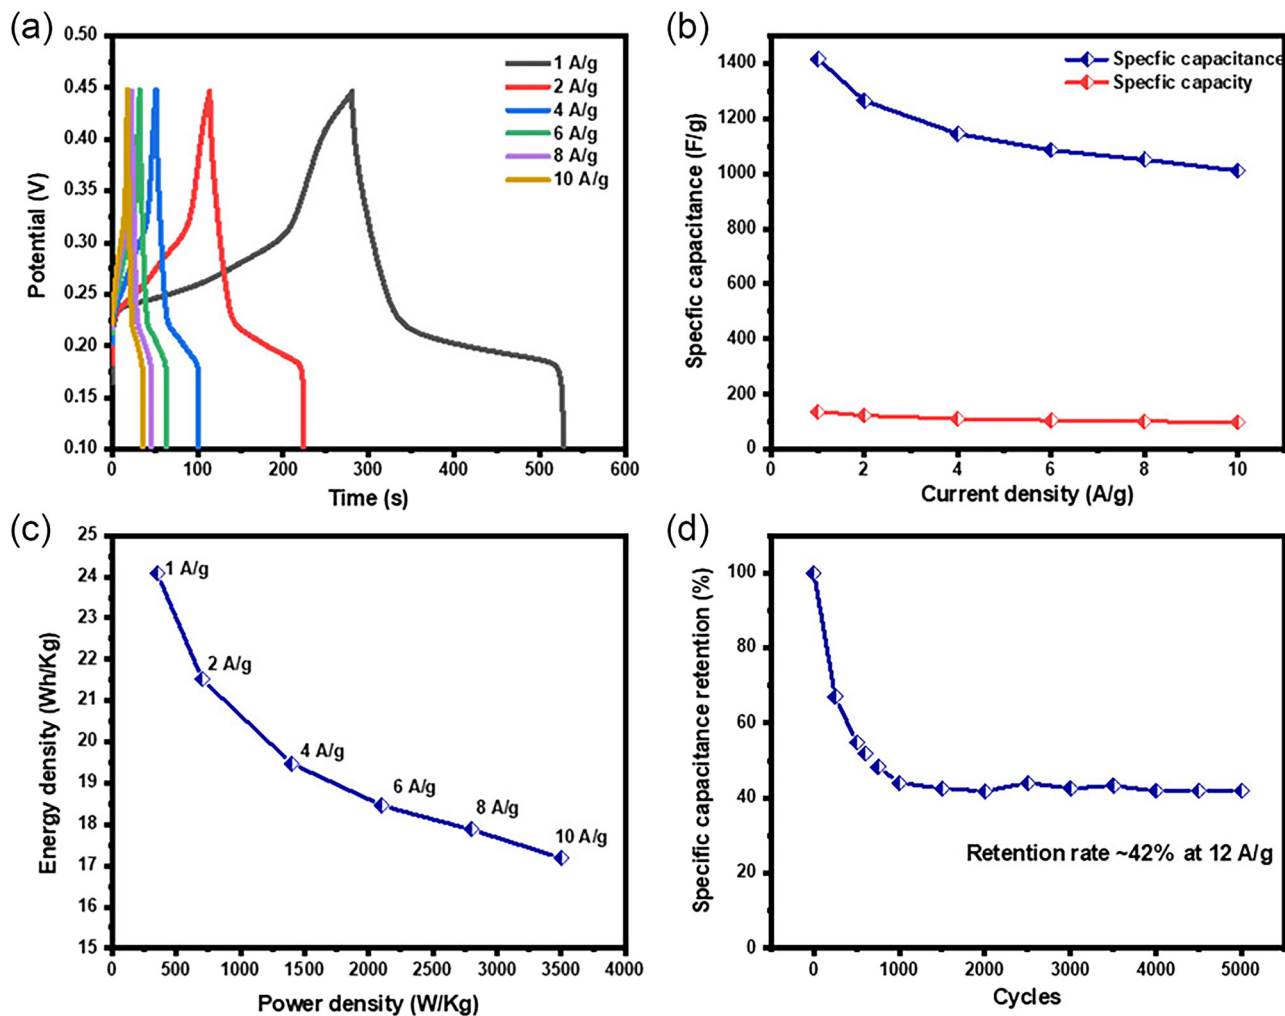 (a)
0.50
0.45
0.40
0.35
0.30
0.25
0.20
0.15
0.10
Potential (V)
1 A/g
2 A/g
4 A/g
6 A/g
8 A/g
10 A/g
0 100 200 300 400 500 600
Time (s)
(b)
1400
1200
1000
800
600
400
200
0
Specfic capacitance (F/g)
Specfic capacitance
Specfic capacity
0 2 4 6 8 10
Current density (A/g)
(c)
25
24
23
22
21
20
19
18
17
16
15
Energy density (Wh/Kg)
1 A/g
2 A/g
4 A/g
6 A/g
8 A/g
10 A/g
0 500 1000 1500 2000 2500 3000 3500 4000
Power density (W/Kg)
(d)
100
80
60
40
20
0
Specific capacitance retention (%)
Retention rate ~42% at 12 A/g
0 1000 2000 3000 4000 5000
Cycles